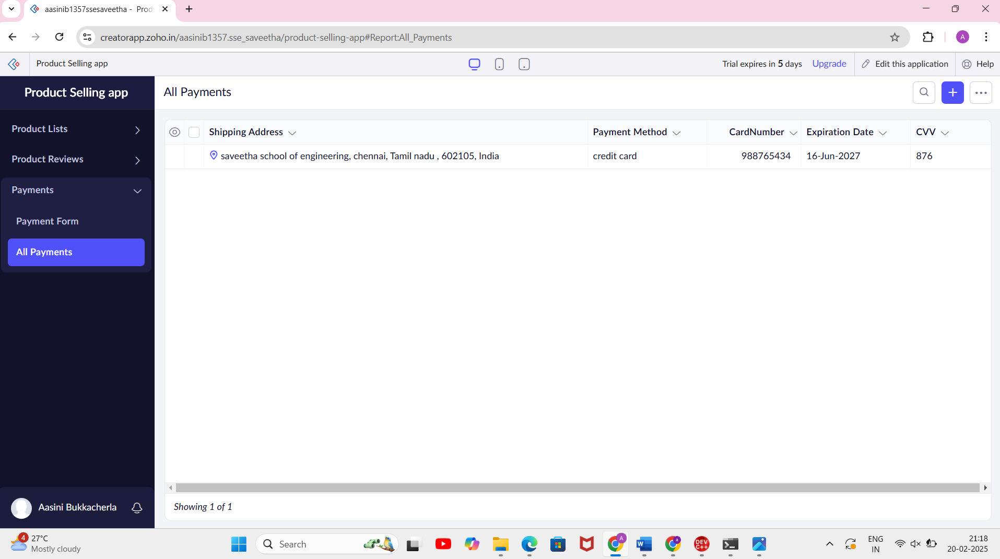 aasinib1357ssesaveetha - Prod
creatorapp.zoho.in/aasinib1357.sse_saveetha/product-selling-app#Report:All_Payments
A
Product Selling app
Trial expires in 5 days
Upgrade
Edit this application
Help
Product Selling app
All Payments
Product Lists
Product Reviews
Payments
Payment Form
All Payments
Shipping Address
Payment Method
CardNumber
Expiration Date
CVV
saveetha school of engineering, chennai, Tamil nadu , 602105, India
credit card
988765434
16-Jun-2027
876
Showing 1 of 1
Aasini Bukkacherla
4
27°C
Mostly cloudy
Search
A
W
a
DEV
C++
ENG
IN
21:18
20-02-2025